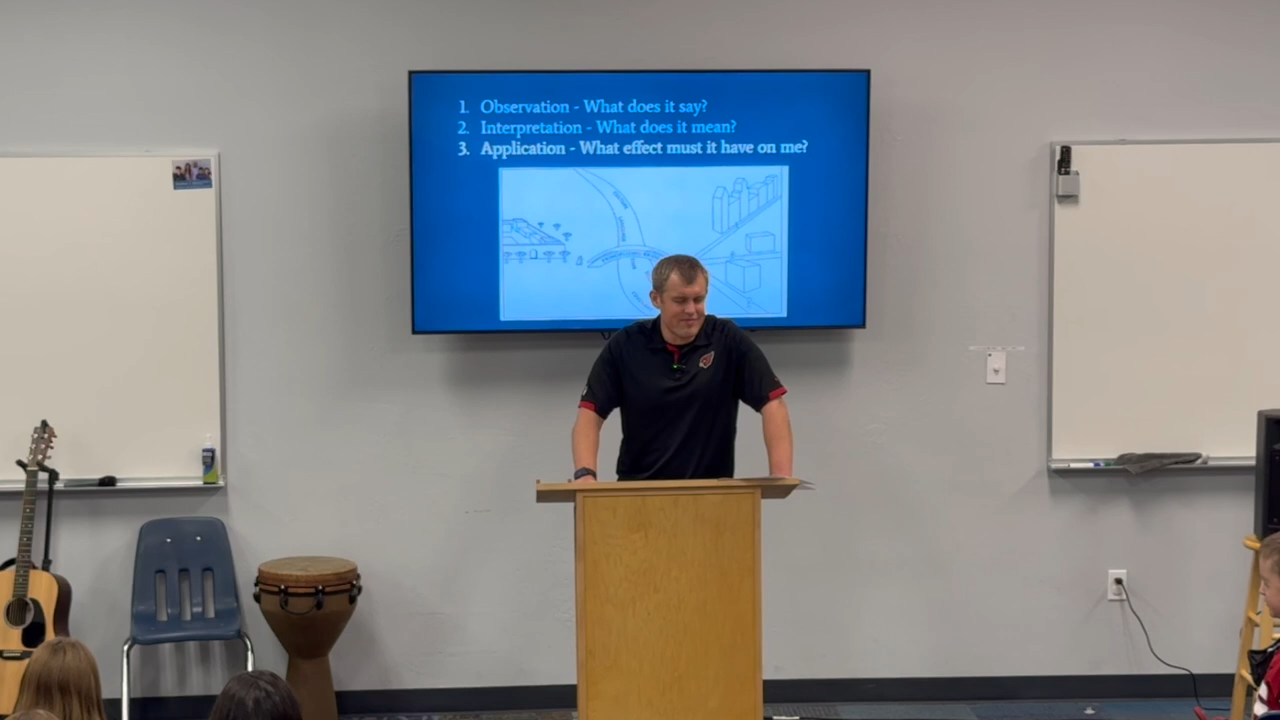 1. Observation - What does it say?
2. Interpretation - What does it mean?
3. Application - What effect must it have on me?